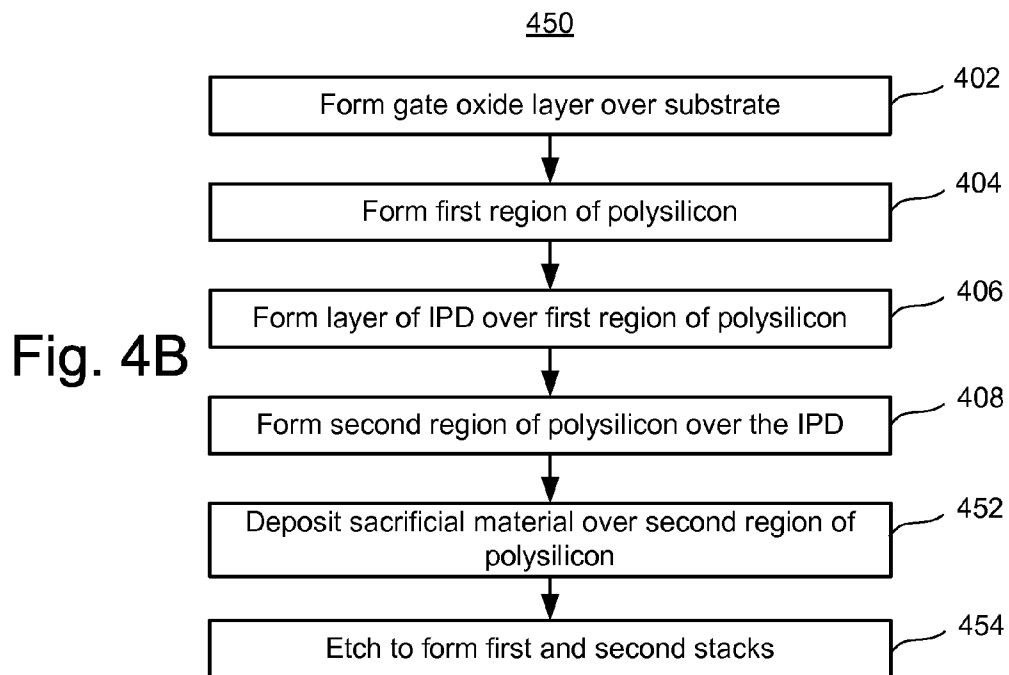 450
Form gate oxide layer over substrate
402
Form first region of polysilicon
404
Form layer of IPD over first region of polysilicon
406
Fig. 4B
Form second region of polysilicon over the IPD
408
Deposit sacrificial material over second region of
polysilicon
452
Etch to form first and second stacks
454